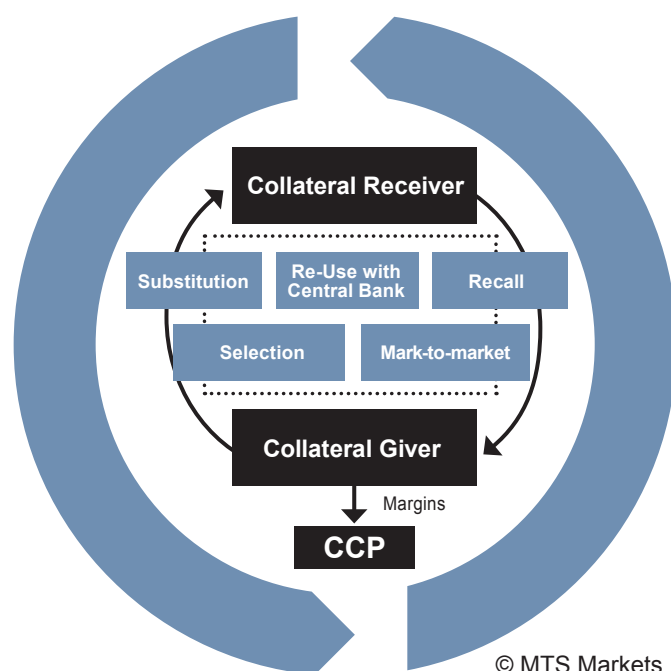 Collateral Receiver
Substitution
Re-Use with
Central Bank
Recall
Selection
Mark-to-market
Collateral Giver
Margins
CCP
© MTS Markets